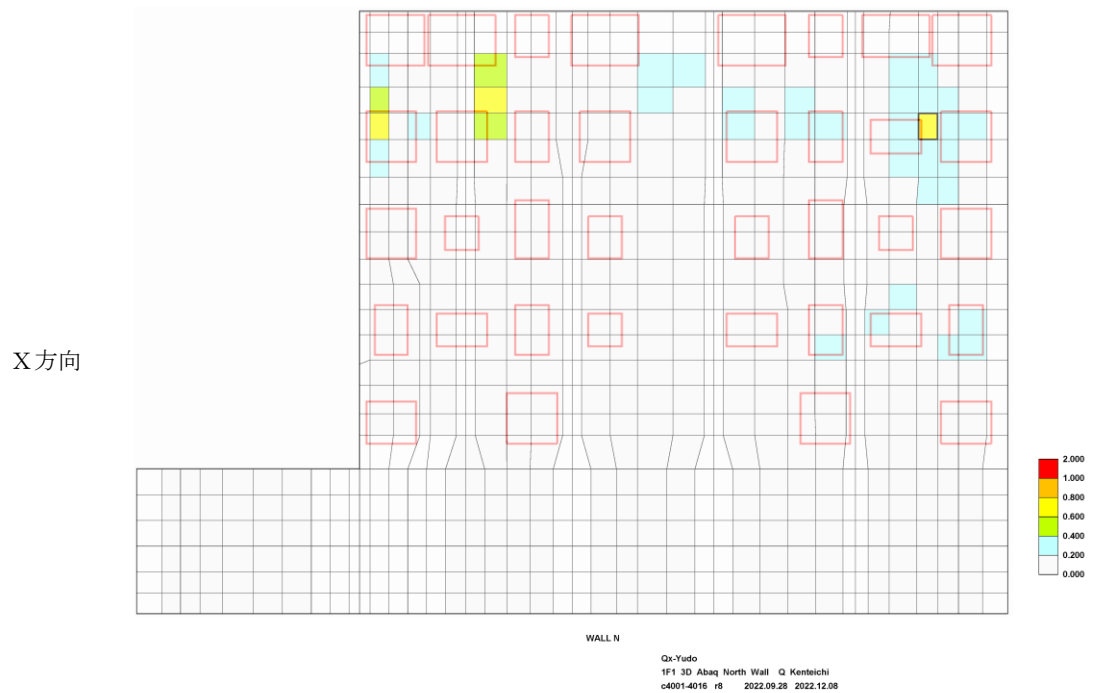 X方向
2.000
1.000
0.800
0.600
0.400
0.200
0.000
WALL N
Qx-Yudo
1F1 3D Abaq North Wall Q Kenteichi
c4001-4016 r8 2022.09.28 2022.12.08